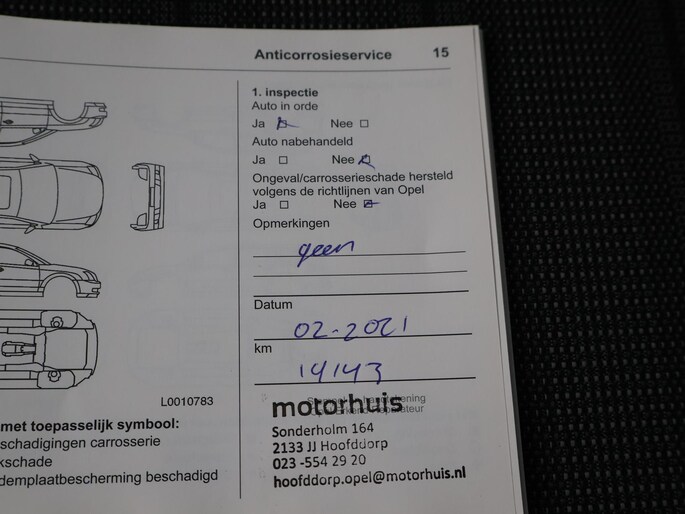 Anticorrosieservice 15
1. inspectie
Auto in orde
Ja Nee
Auto nabehandeld
Ja Nee
Ongeval/carrosserieschade hersteld
volgens de richtlijnen van Opel
Ja Nee
Opmerkingen
geen
Datum
02-2021
km
14143
motorhuis
Sonderholm 164
2133 JJ Hoofddorp
023 -554 29 20
hoofddorp.opel@motorhuis.nl
L0010783
met toepasselijk symbool:
schadigingen carrosserie
kschade
demplaatbescherming beschadigd